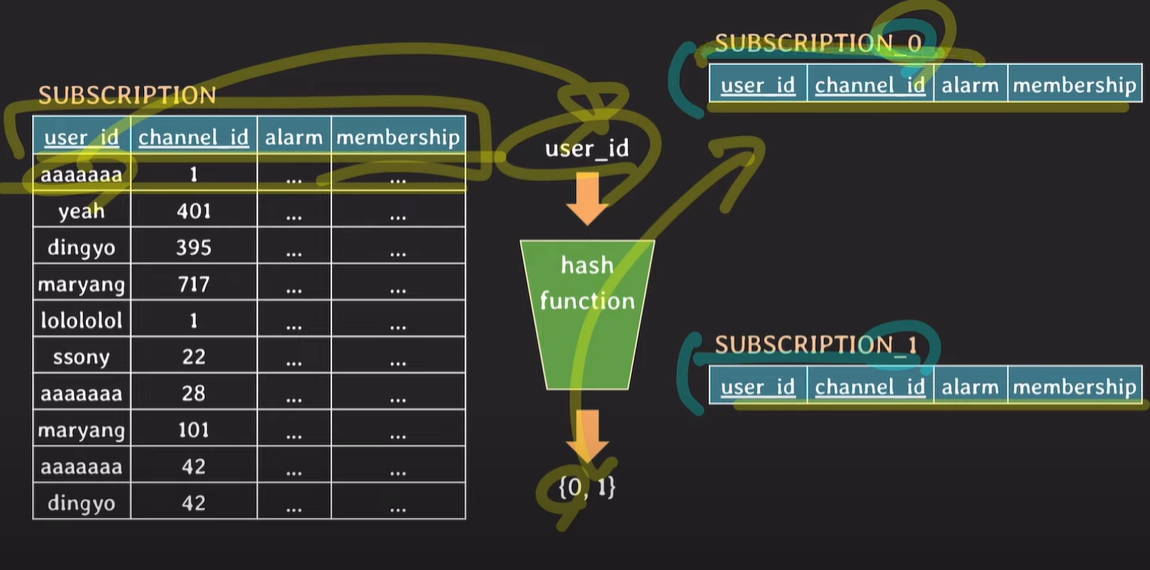 SUBSCRIPTION
user_id channel_id alarm membership
aaaaaaa 1 ... ...
yeah 401 ... ...
dingyo 395 ... ...
maryang 717 ... ...
lolololol 1 ... ...
ssony 22 ... ...
aaaaaaa 28 ... ...
maryang 101 ... ...
aaaaaaa 42 ... ...
dingyo 42 ... ...
user_id
hash
function
{0, 1}
SUBSCRIPTION_0
user_id channel_id alarm membership
SUBSCRIPTION_1
user_id channel_id alarm membership